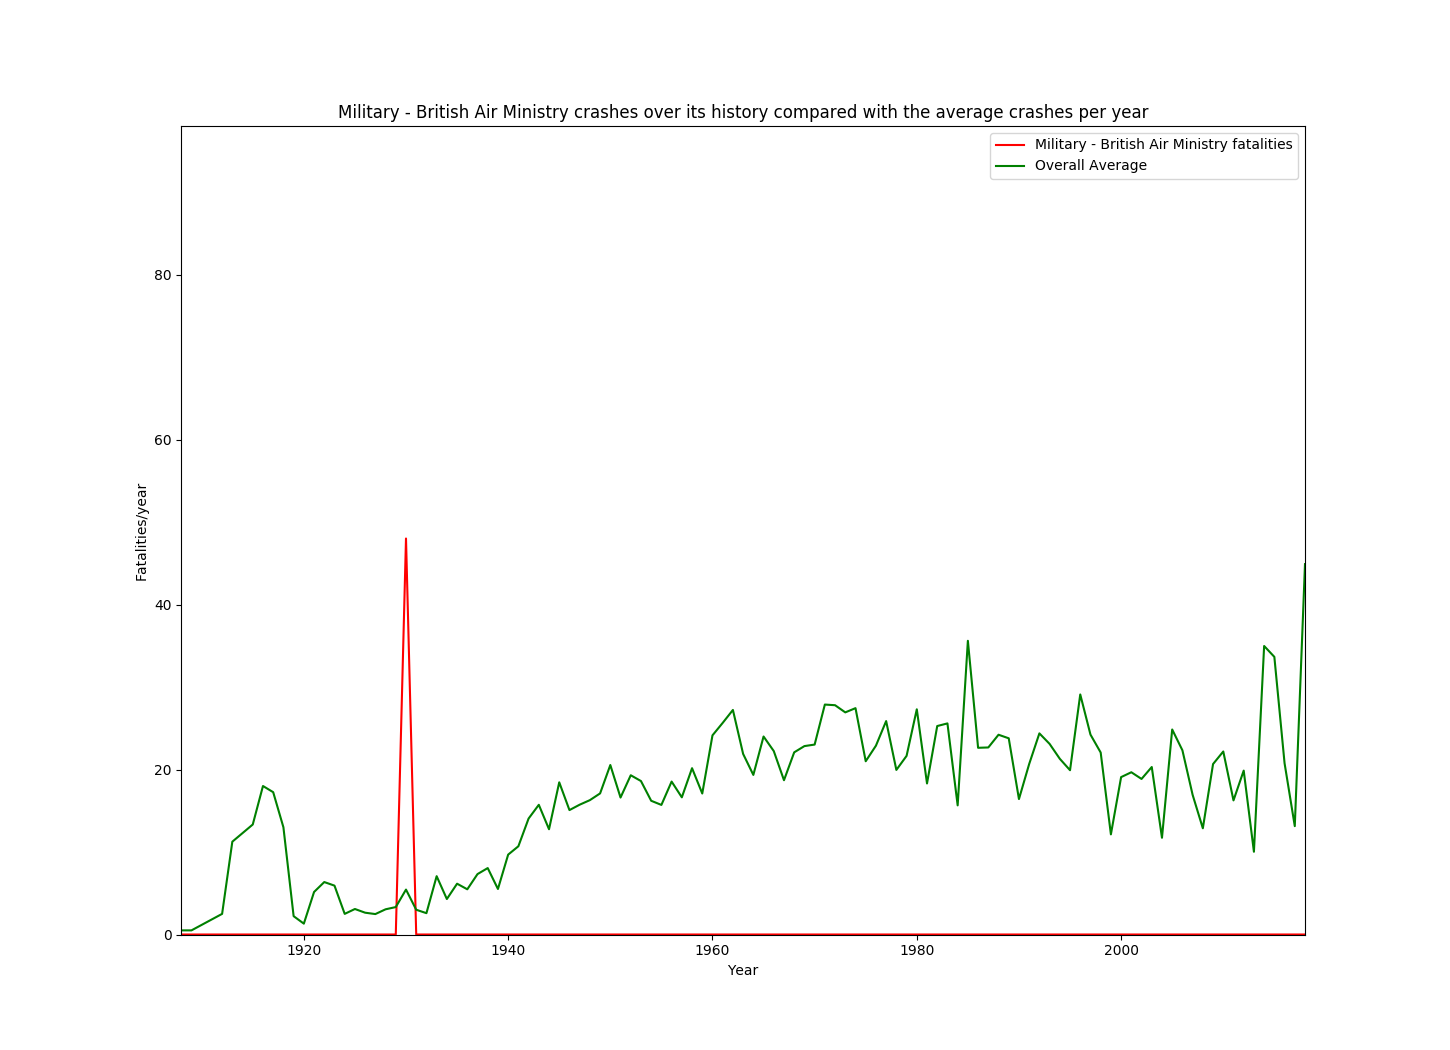 Military - British Air Ministry crashes over its history compared with the average crashes per year
Military - British Air Ministry fatalities
Overall Average
80
60
40
20
0
Fatalities/year
1920 1940 1960 1980 2000
Year